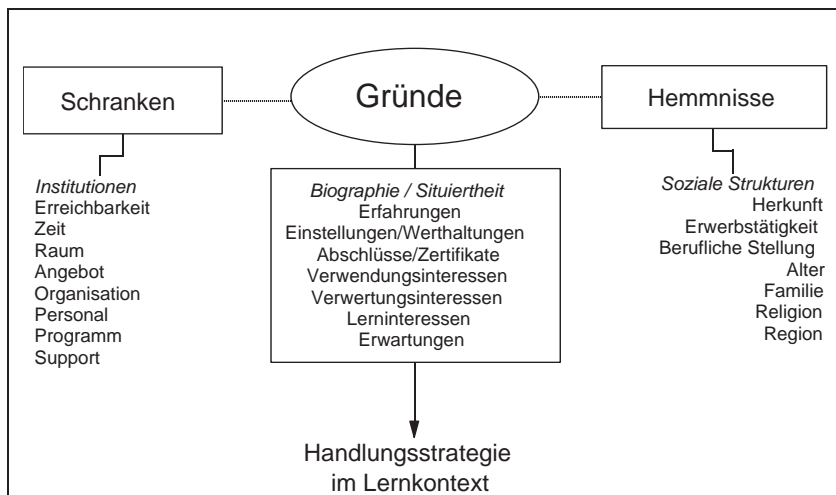 Schranken
Gründe
Hemmnisse
Institutionen
Erreichbarkeit
Zeit
Raum
Angebot
Organisation
Personal
Programm
Support
Biographie / Situiertheit
Erfahrungen
Einstellungen/Werthaltungen
Abschlüsse/Zertifikate
Verwendungsinteressen
Verwertungsinteressen
Lerninteressen
Erwartungen
Soziale Strukturen
Herkunft
Erwerbstätigkeit
Berufliche Stellung
Alter
Familie
Religion
Region
Handlungsstrategie
im Lernkontext